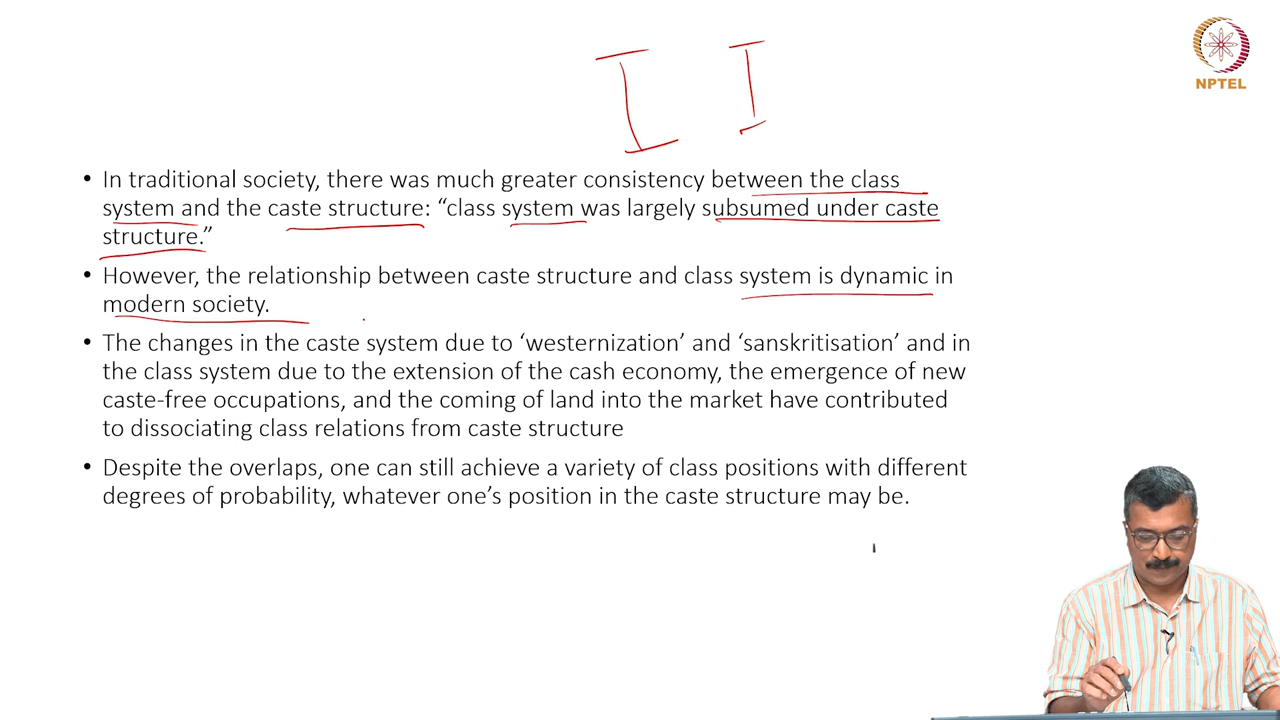 NPTEL
• In traditional society, there was much greater consistency between the class
system and the caste structure: “class system was largely subsumed under caste
structure.”
• However, the relationship between caste structure and class system is dynamic in
modern society.
• The changes in the caste system due to ‘westernization’ and ‘sanskritisation’ and in
the class system due to the extension of the cash economy, the emergence of new
caste-free occupations, and the coming of land into the market have contributed
to dissociating class relations from caste structure
• Despite the overlaps, one can still achieve a variety of class positions with different
degrees of probability, whatever one’s position in the caste structure may be.